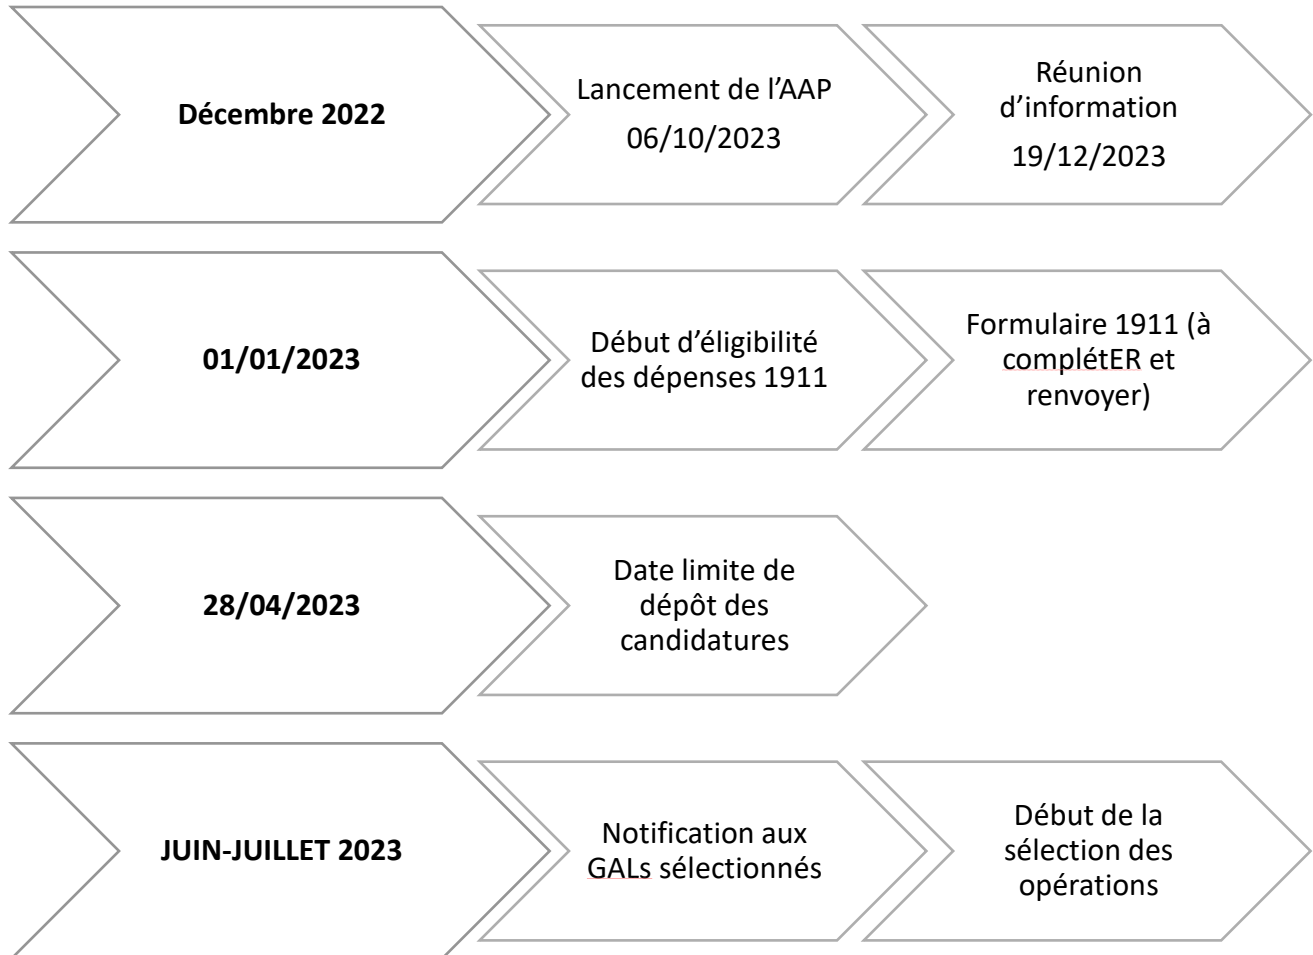 Décembre 2022
Lancement de l’AAP
06/10/2023
Réunion
d’information
19/12/2023
01/01/2023
Début d’éligibilité
des dépenses 1911
Formulaire 1911 (à
complétER et
renvoyer)
28/04/2023
Date limite de
dépôt des
candidatures
JUIN-JUILLET 2023
Notification aux
GALs sélectionnés
Début de la
sélection des
opérations